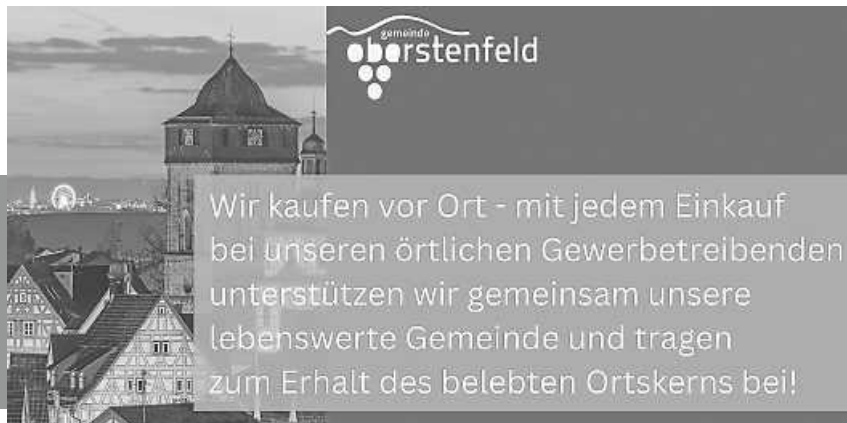 gemeinde
oberstenfeld
Wir kaufen vor Ort - mit jedem Einkauf
bei unseren örtlichen Gewerbetreibenden
unterstützen wir gemeinsam unsere
lebenswerte Gemeinde und tragen
zum Erhalt des belebten Ortskerns bei!